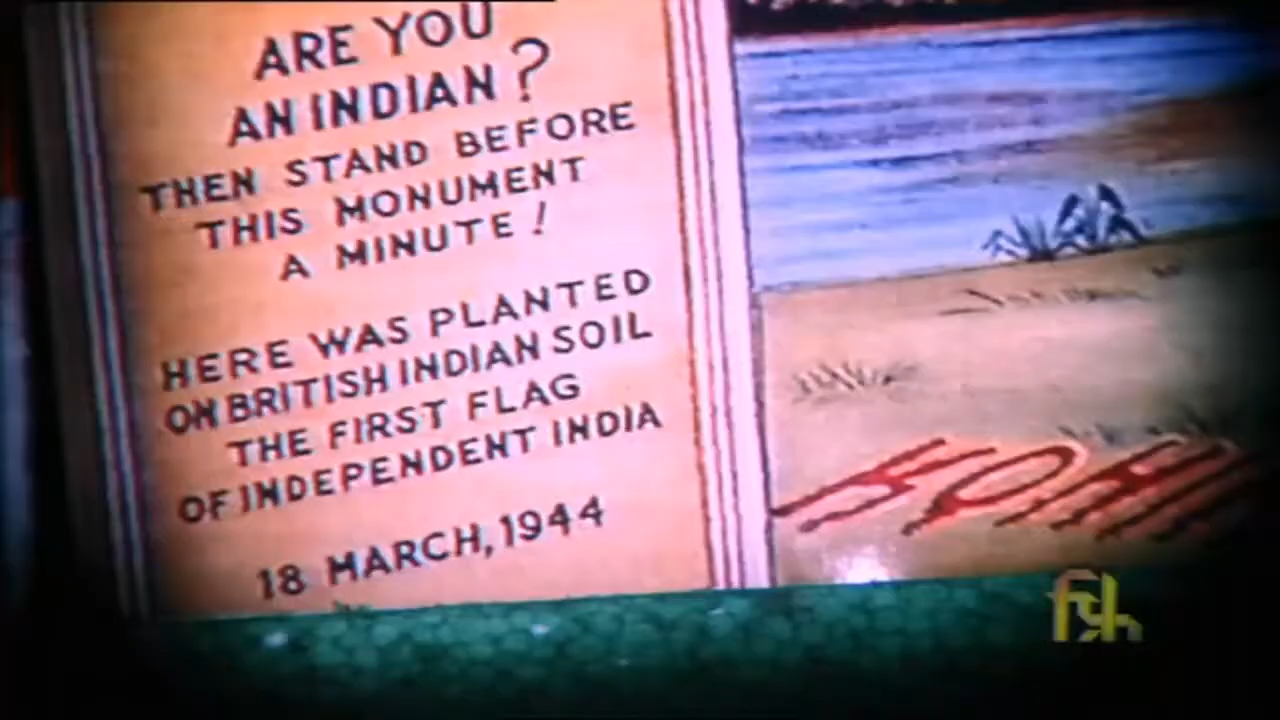 ARE YOU
AN INDIAN?
THEN STAND BEFORE
THIS MONUMENT
A MINUTE!
HERE WAS PLANTED
ON BRITISH INDIAN SOIL
THE FIRST FLAG
OF INDEPENDENT INDIA
18 MARCH, 1944